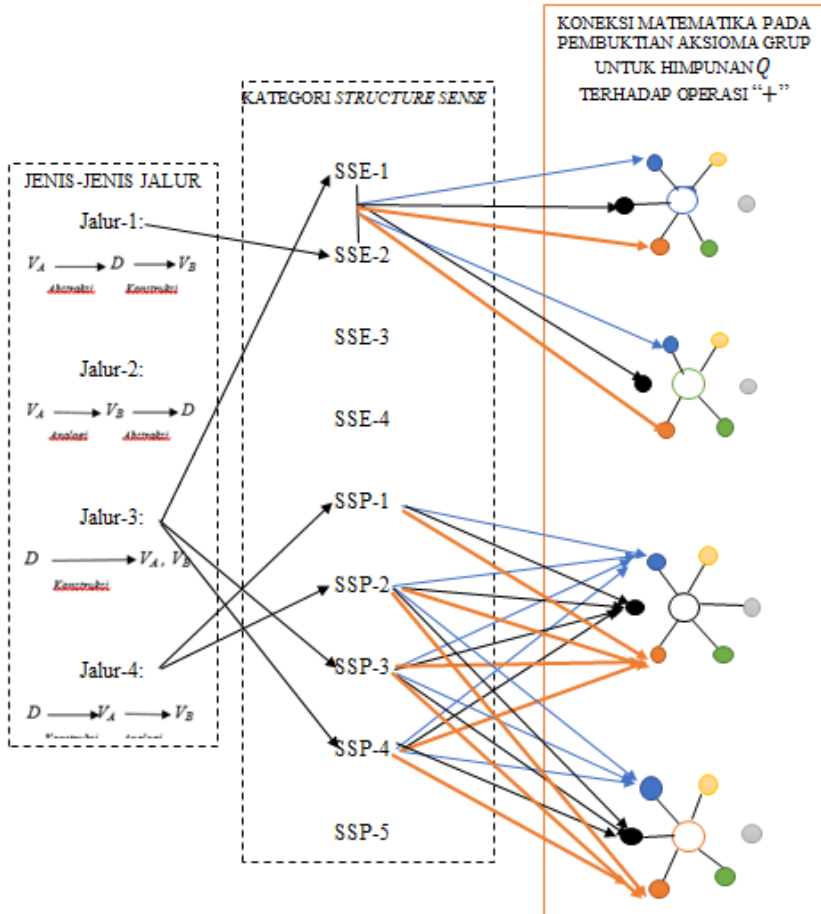 KONEKSI MATEMATIKA PADA
PEMBUKTIAN AKSIOMA GRUP
UNTUK HIMPUNAN Q
TERHADAP OPERASI “+”
KATEGORI STRUCTURE SENSE
JENIS-JENIS JALUR
Jalur-1:
V_A D V_B
Abstraksi Konstruksi
Jalur-2:
V_A V_B D
Analogi Abstraksi
Jalur-3:
D V_A , V_B
Konstruksi
Jalur-4:
D V_A V_B
SSE-1
SSE-2
SSE-3
SSE-4
SSP-1
SSP-2
SSP-3
SSP-4
SSP-5